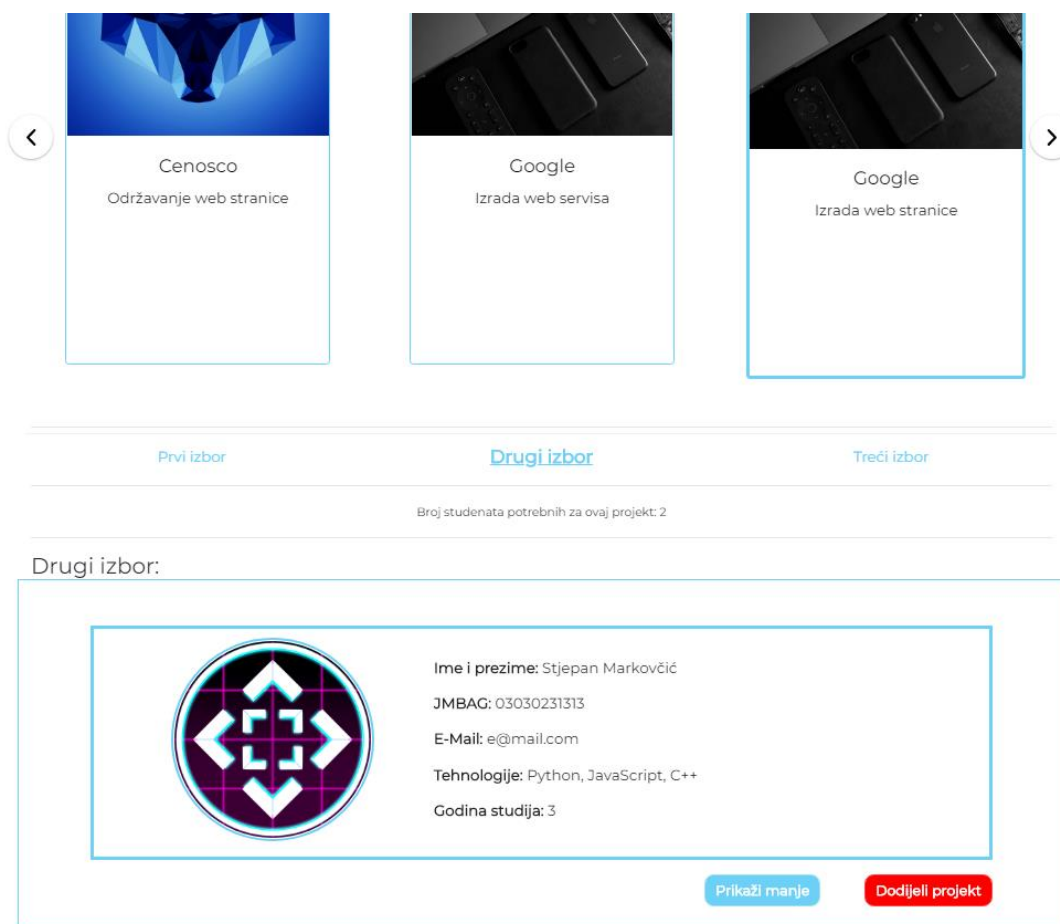 Cenosco
Održavanje web stranice
Google
Izrada web servisa
Google
Izrada web stranice
Prvi izbor
Drugi izbor
Treći izbor
Broj studenata potrebnih za ovaj projekt: 2
Drugi izbor:
Ime i prezime: Stjepan Markovčić
JMBAG: 03030231313
E-Mail: e@mail.com
Tehnologije: Python, JavaScript, C++
Godina studija: 3
Prikaži manje
Dodijeli projekt